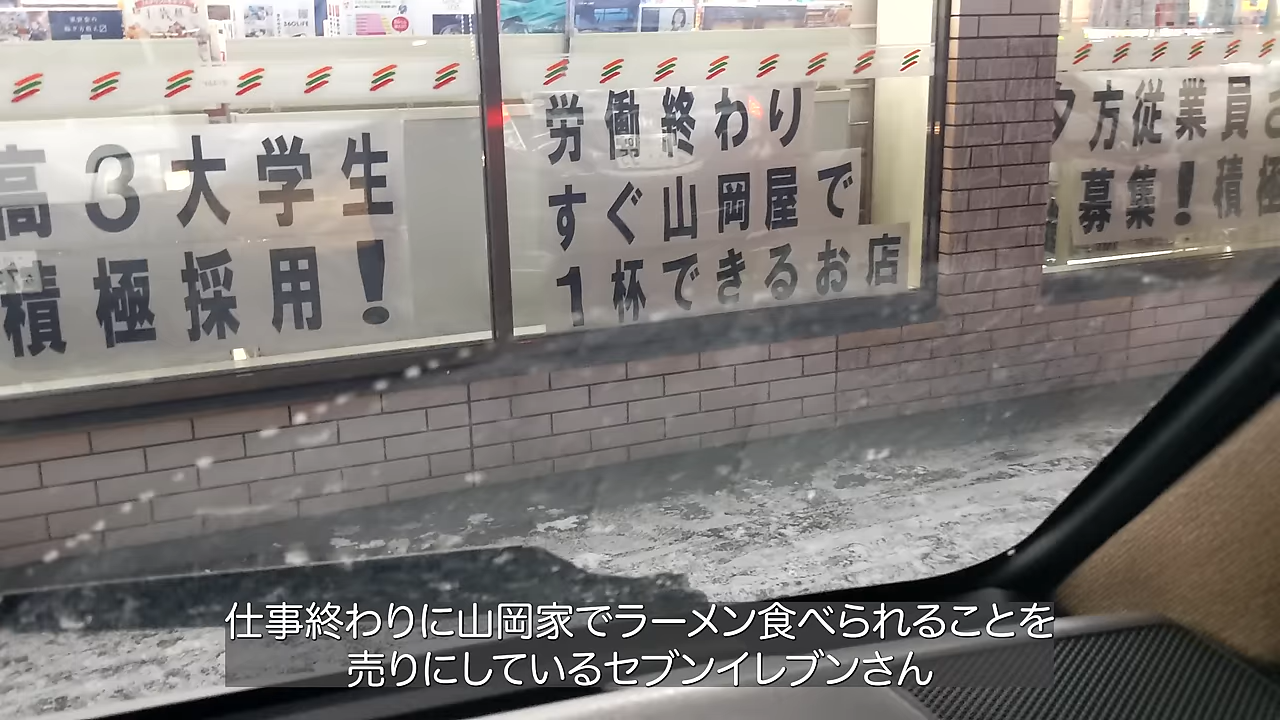 高3大学生
積極採用!
労働終わり
すぐ山岡屋で
1杯できるお店
夕方従業員さ
募集!積極
仕事終わりに山岡家でラーメン食べられることを
売りにしているセブンイレブンさん